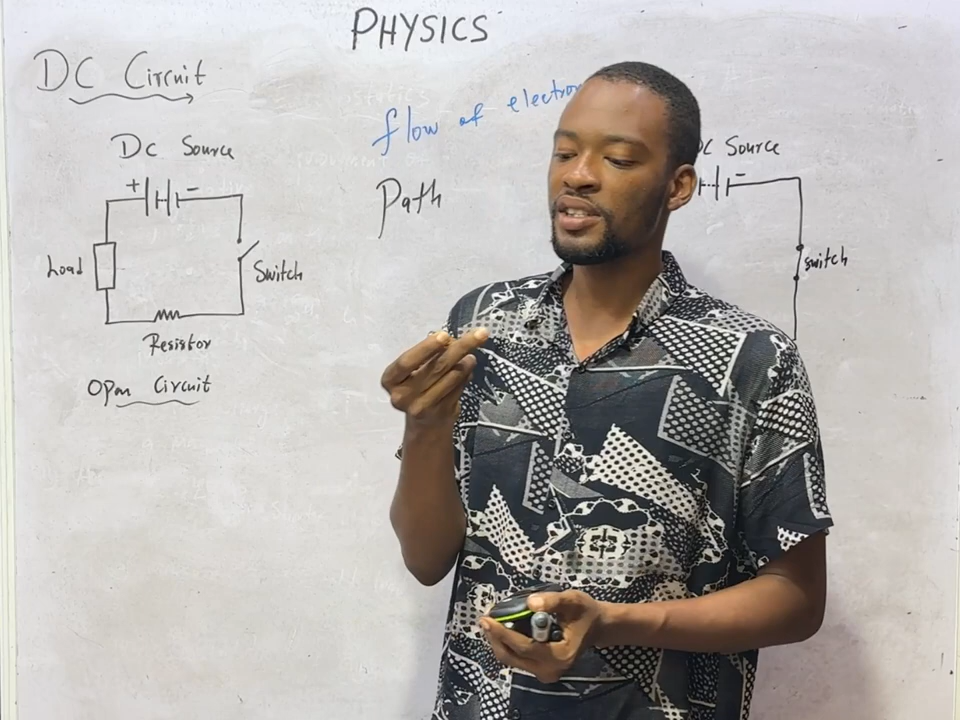 PHYSICS
DC Circuit
flow of electron
DC Source
+ -
Load
Switch
Resistor
Open Circuit
Path
Source
-
switch